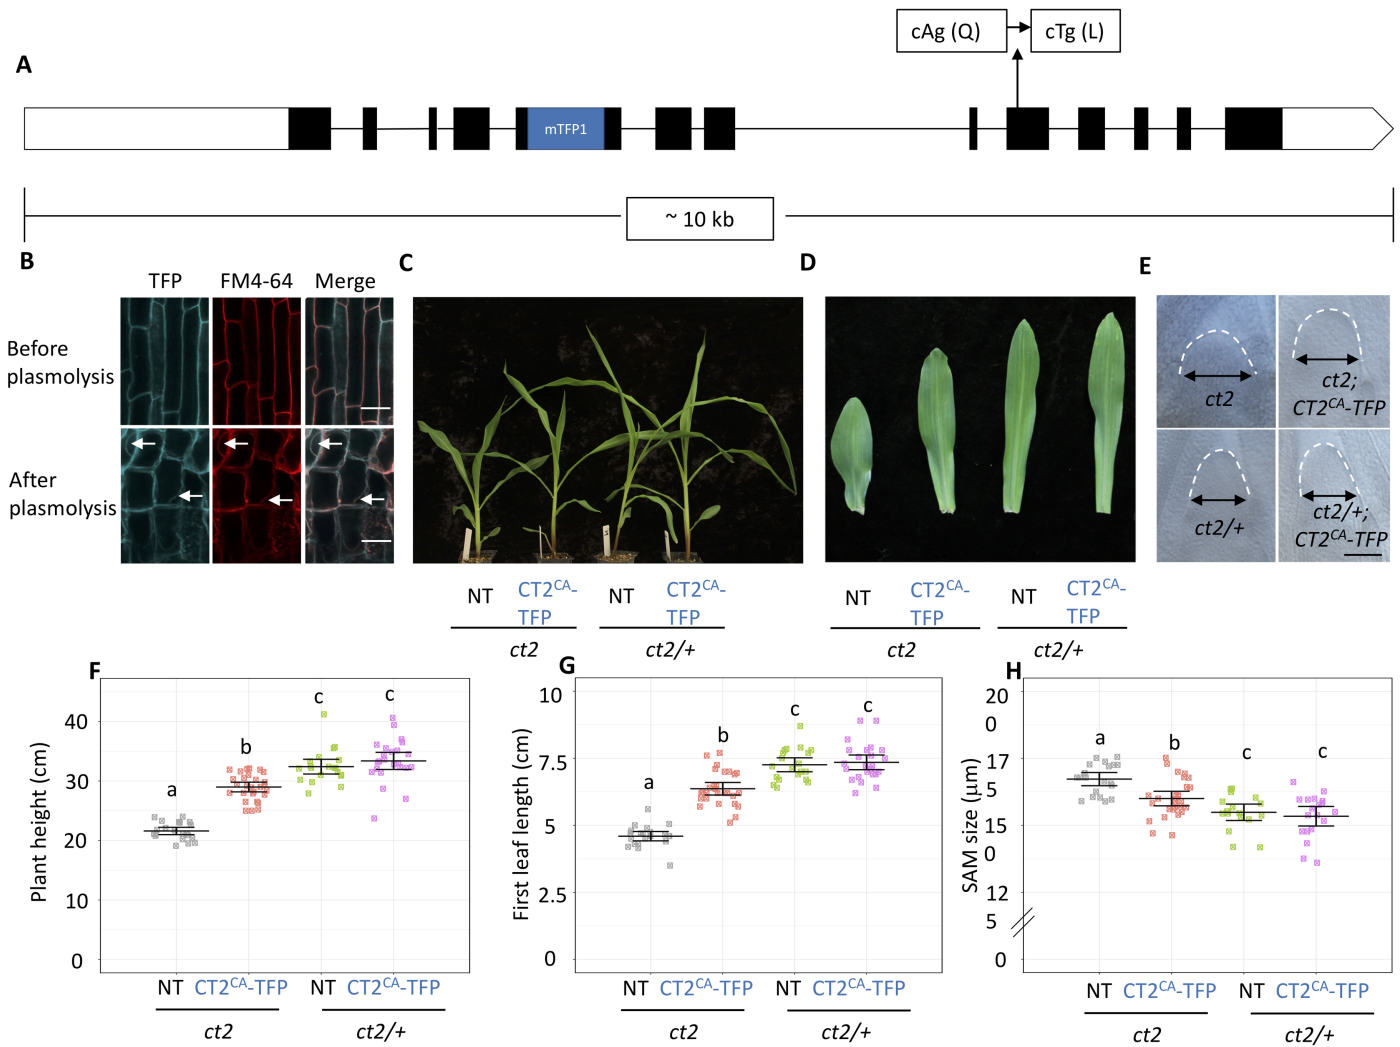 cAg (Q)
cTg (L)
A
mTFP1
~ 10 kb
B
TFP
FM4-64
Merge
Before
plasmolysis
After
plasmolysis
C
NT
CT2CA-
TFP
NT
CT2CA-
TFP
ct2
ct2/+
D
NT
CT2CA-
TFP
NT
CT2CA-
TFP
ct2
ct2/+
E
ct2
ct2;
CT2CA-TFP
ct2/+
ct2/+;
CT2CA-TFP
F
Plant height (cm)
40
30
20
10
0
a
b
c
c
NT
CT2CA-TFP
NT
CT2CA-TFP
ct2
ct2/+
G
First leaf length (cm)
10
7.5
5
2.5
0
a
b
c
c
NT
CT2CA-TFP
NT
CT2CA-TFP
ct2
ct2/+
H
SAM size (µm)
20
0
17
5
15
0
12
5
0
a
b
c
c
NT
CT2CA-TFP
NT
CT2CA-TFP
ct2
ct2/+